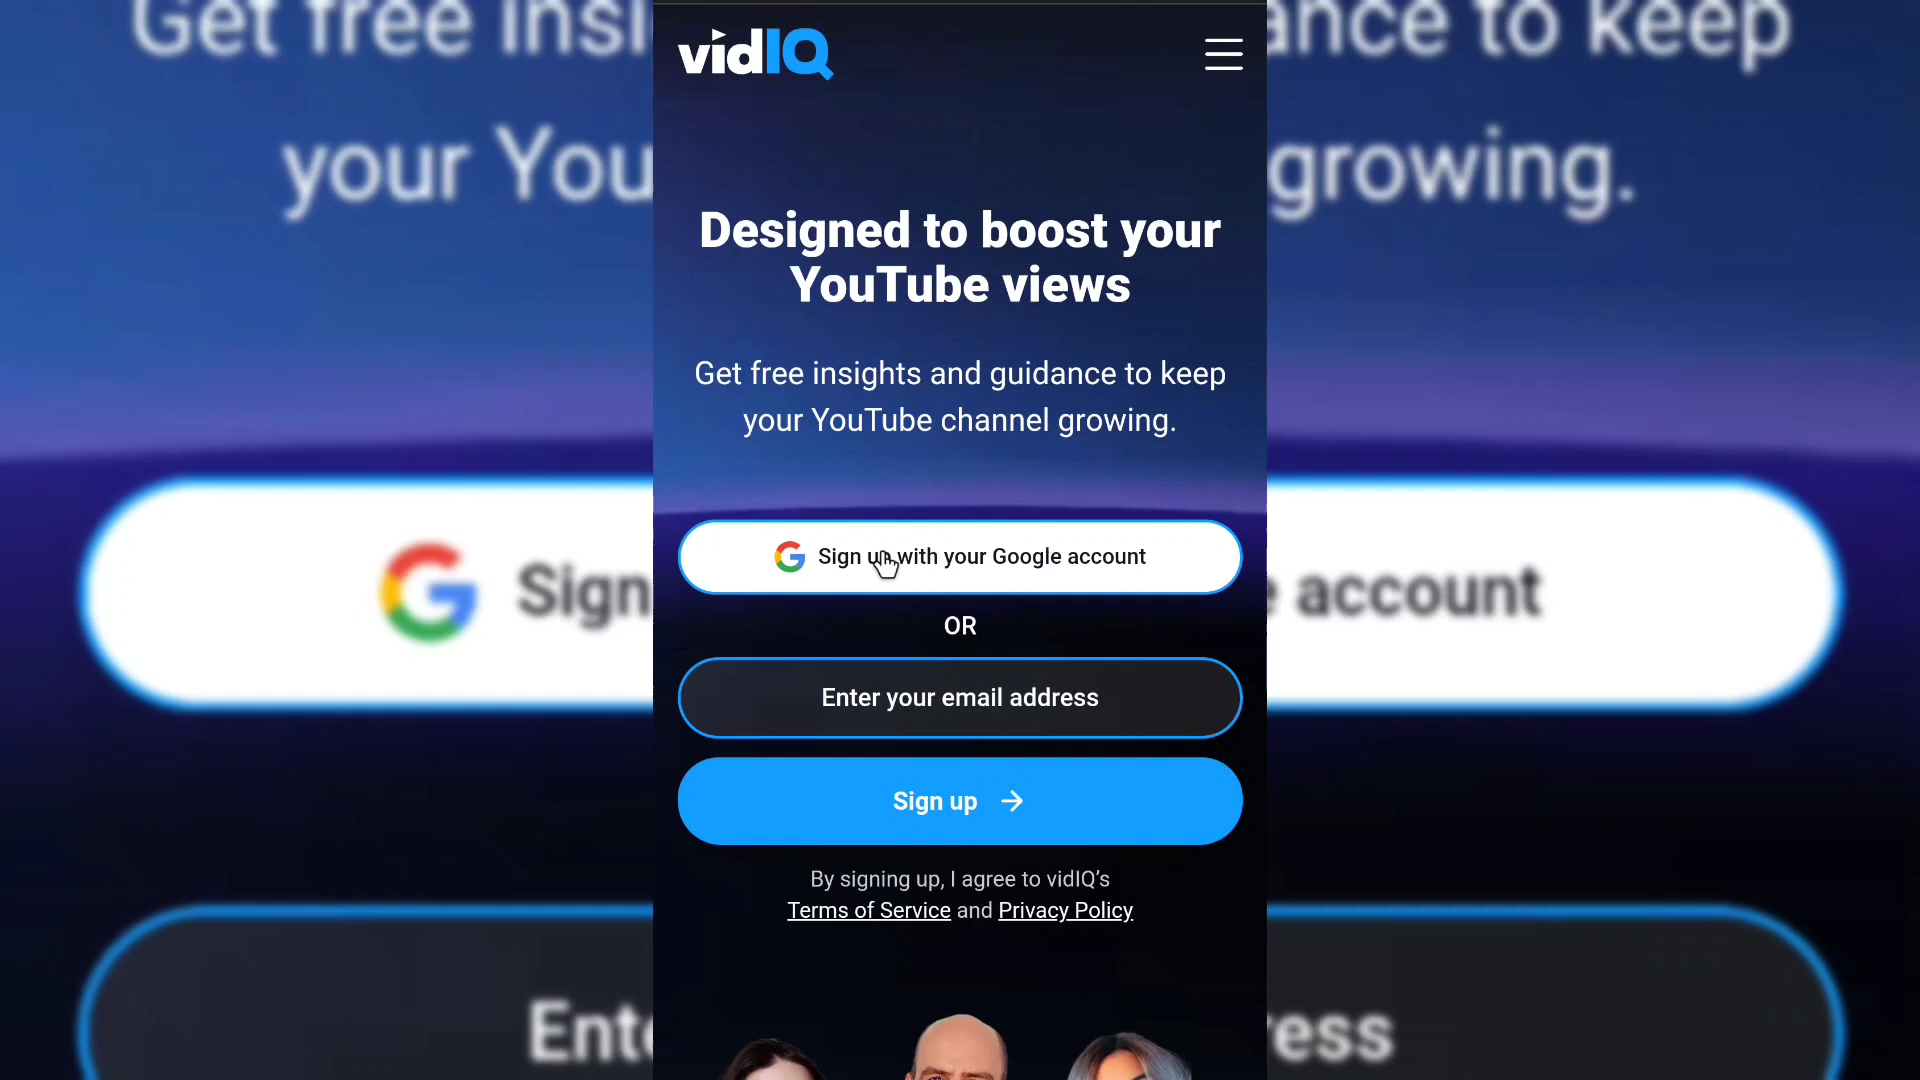 vidIQ
Designed to boost your
YouTube views
Get free insights and guidance to keep
your YouTube channel growing.
Sign up with your Google account
OR
Enter your email address
Sign up
By signing up, I agree to vidIQ’s
Terms of Service and Privacy Policy